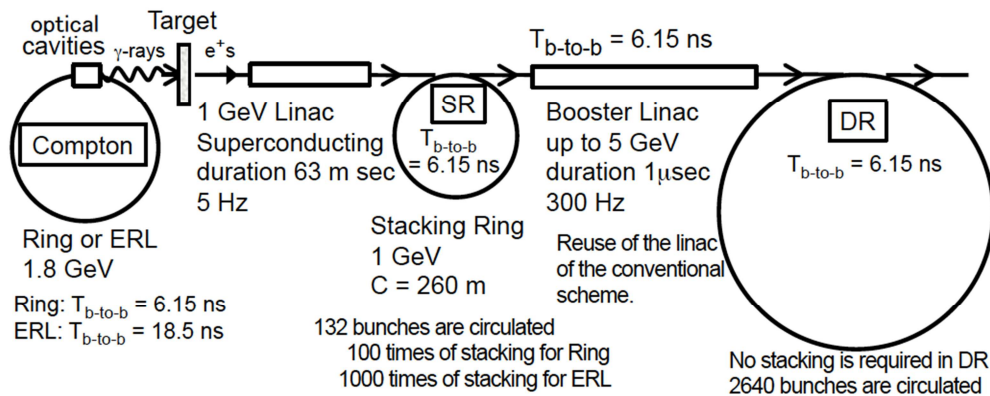 optical
cavities
γ-rays
Target
e⁺s
Compton
Ring or ERL
1.8 GeV
Ring: T_b-to-b = 6.15 ns
ERL: T_b-to-b = 18.5 ns
1 GeV Linac
Superconducting
duration 63 m sec
5 Hz
SR
T_b-to-b
= 6.15 ns
Stacking Ring
1 GeV
C = 260 m
132 bunches are circulated
100 times of stacking for Ring
1000 times of stacking for ERL
T_b-to-b = 6.15 ns
Booster Linac
up to 5 GeV
duration 1μsec
300 Hz
Reuse of the linac
of the conventional
scheme.
DR
T_b-to-b = 6.15 ns
No stacking is required in DR
2640 bunches are circulated